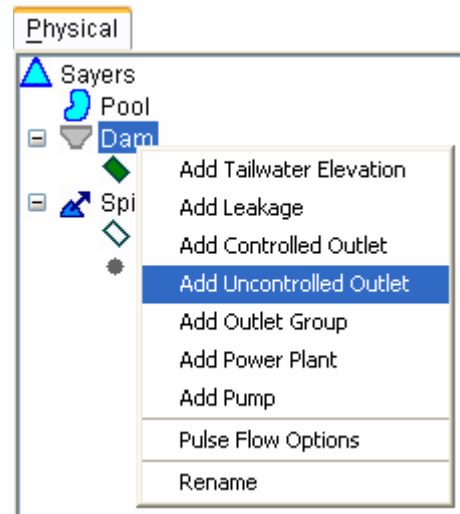 Physical
Sayers
Pool
Dam
Spi
Add Tailwater Elevation
Add Leakage
Add Controlled Outlet
Add Uncontrolled Outlet
Add Outlet Group
Add Power Plant
Add Pump
Pulse Flow Options
Rename